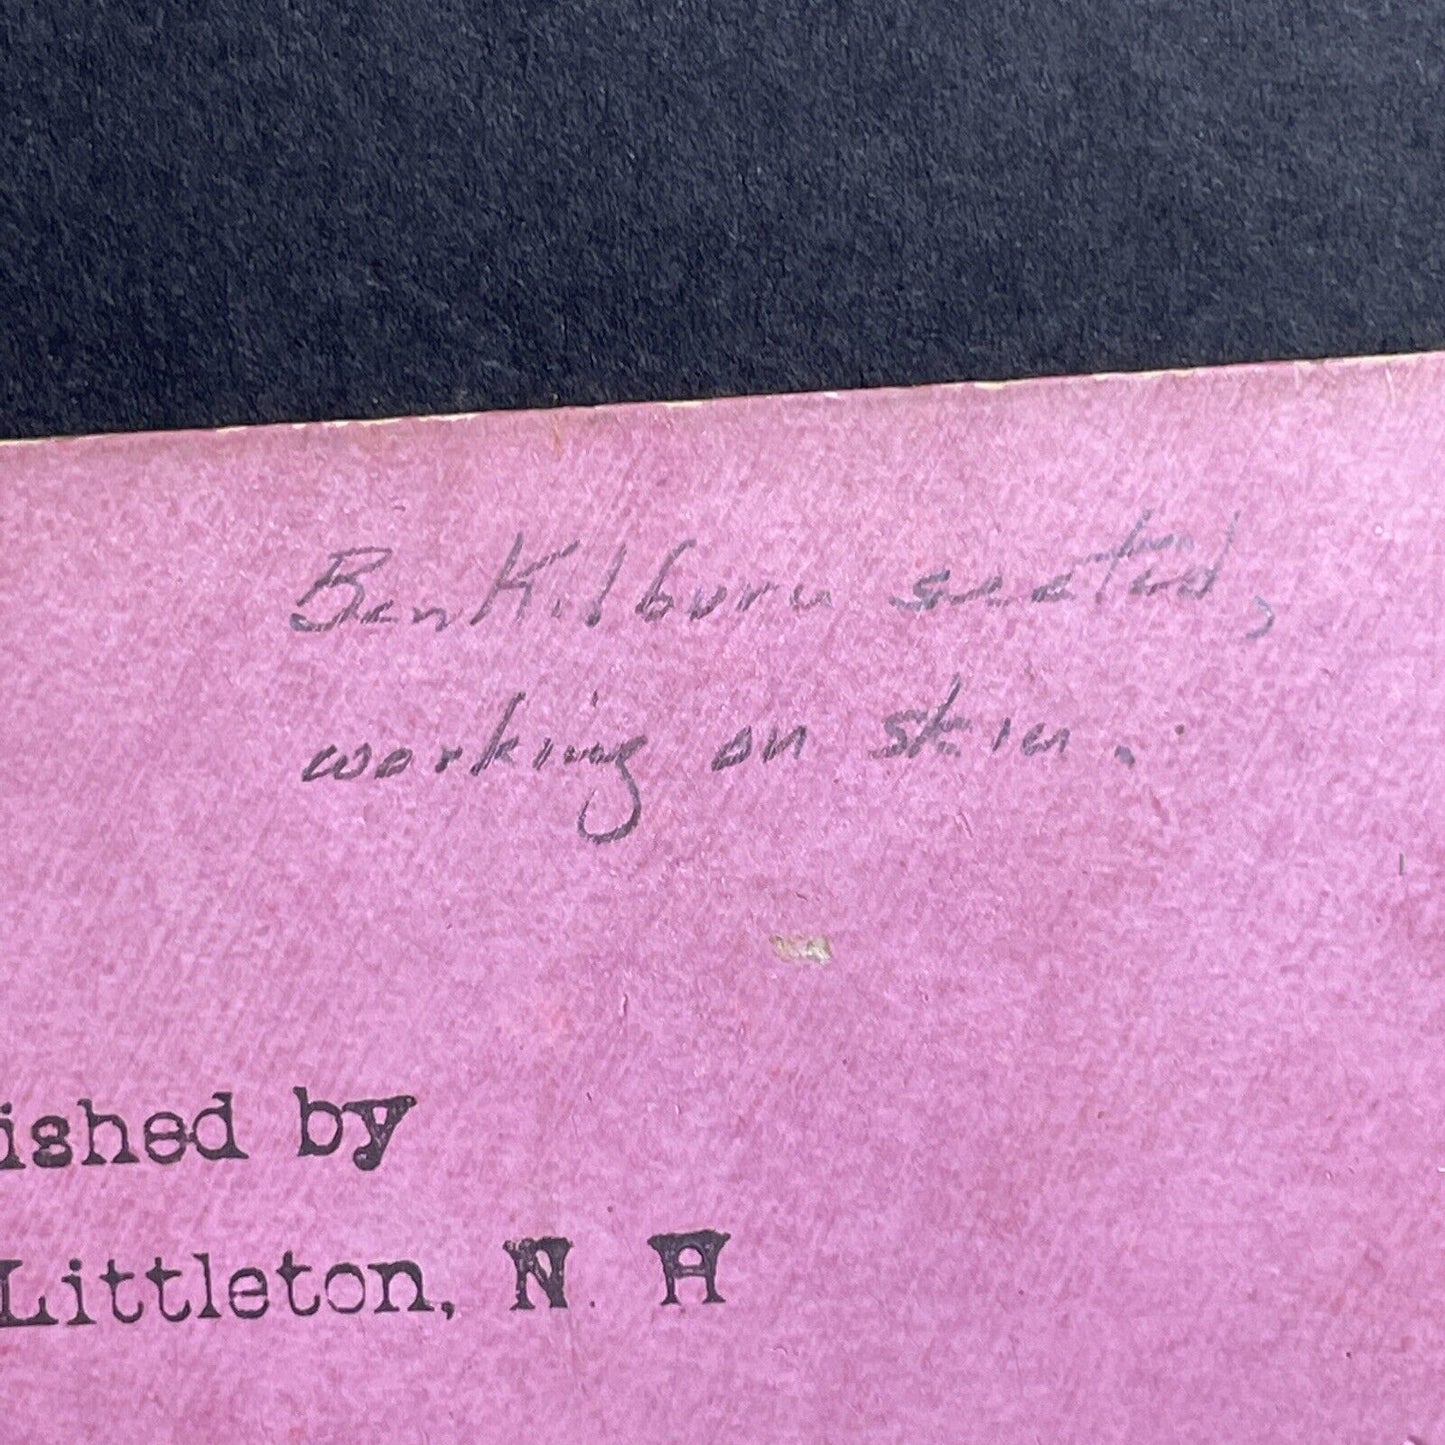 Ben Kilburn seated,
working on skin.
ished by
Littleton, N. H